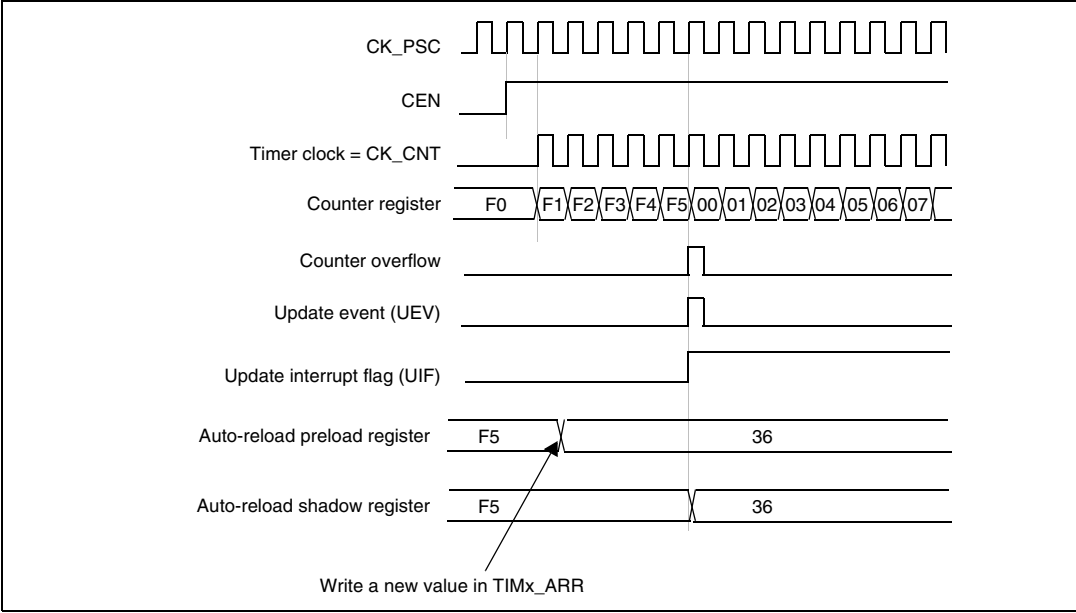 CK_PSC
CEN
Timer clock = CK_CNT
Counter register F0 F1 F2 F3 F4 F5 00 01 02 03 04 05 06 07
Counter overflow
Update event (UEV)
Update interrupt flag (UIF)
Auto-reload preload register F5 36
Auto-reload shadow register F5 36
Write a new value in TIMx_ARR